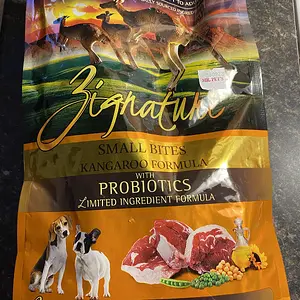 Zignature
SMALL BITES
KANGAROO FORMULA
WITH
PROBIOTICS
LIMITED INGREDIENT FORMULA